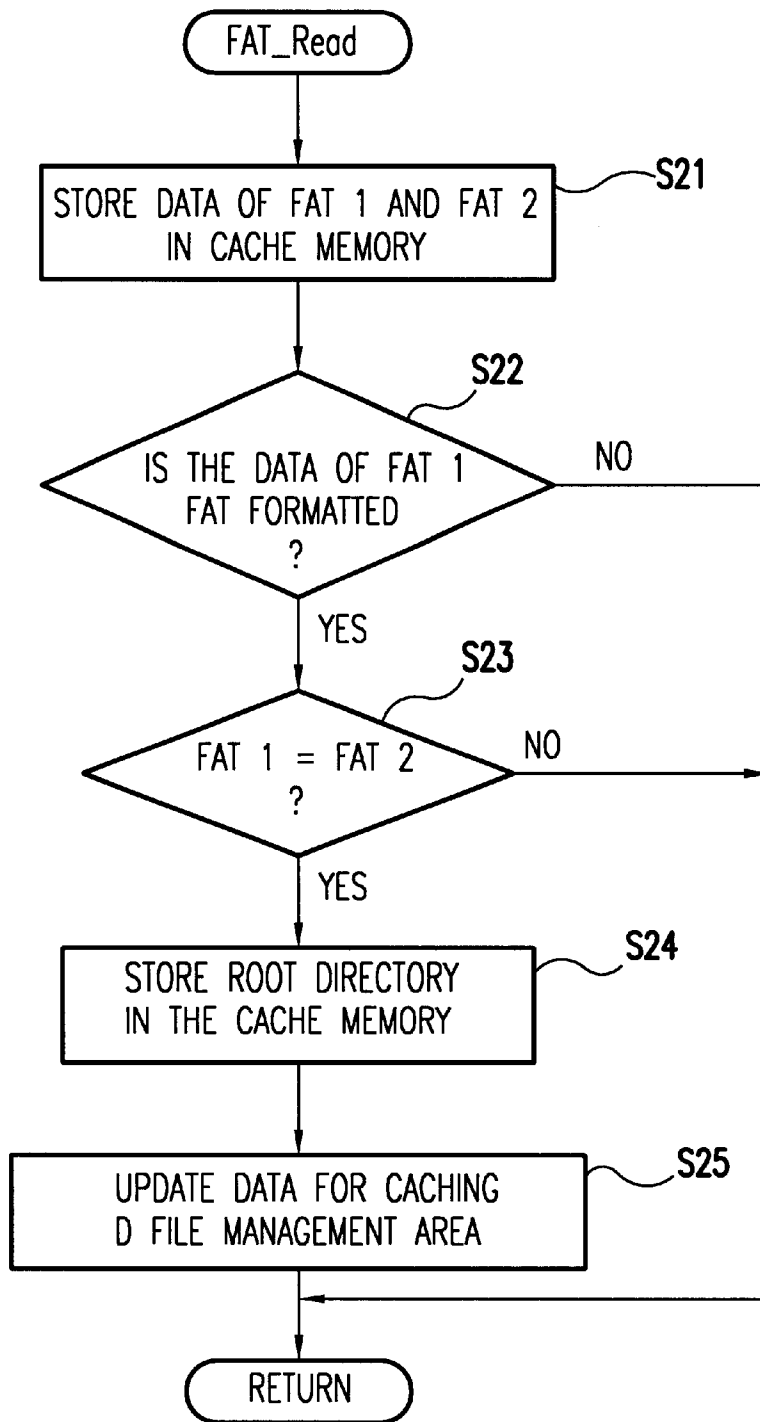 FAT_Read
S21
STORE DATA OF FAT 1 AND FAT 2
IN CACHE MEMORY
S22
IS THE DATA OF FAT 1
FAT FORMATTED
?
NO
YES
S23
FAT 1 = FAT 2
?
NO
YES
S24
STORE ROOT DIRECTORY
IN THE CACHE MEMORY
S25
UPDATE DATA FOR CACHING
D FILE MANAGEMENT AREA
RETURN